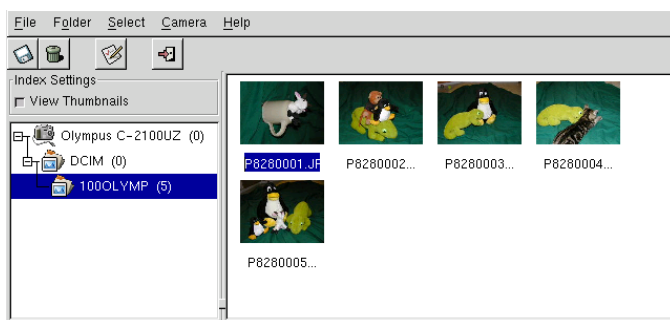 File Folder Select Camera Help
Index Settings
View Thumbnails
Olympus C-2100UZ (0)
DCIM (0)
100OLYMP (5)
P8280001.JP P8280002... P8280003... P8280004...
P8280005...